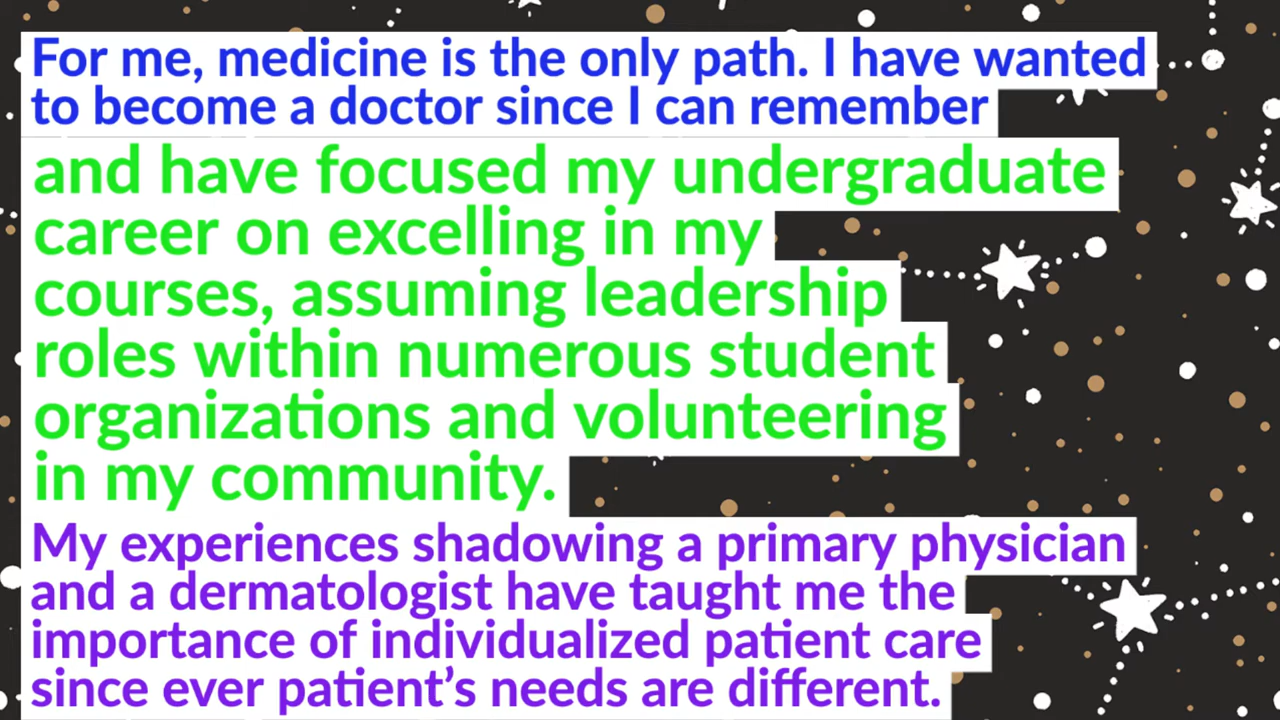 For me, medicine is the only path. I have wanted
to become a doctor since I can remember
and have focused my undergraduate
career on excelling in my
courses, assuming leadership
roles within numerous student
organizations and volunteering
in my community.
My experiences shadowing a primary physician
and a dermatologist have taught me the
importance of individualized patient care
since ever patient’s needs are different.